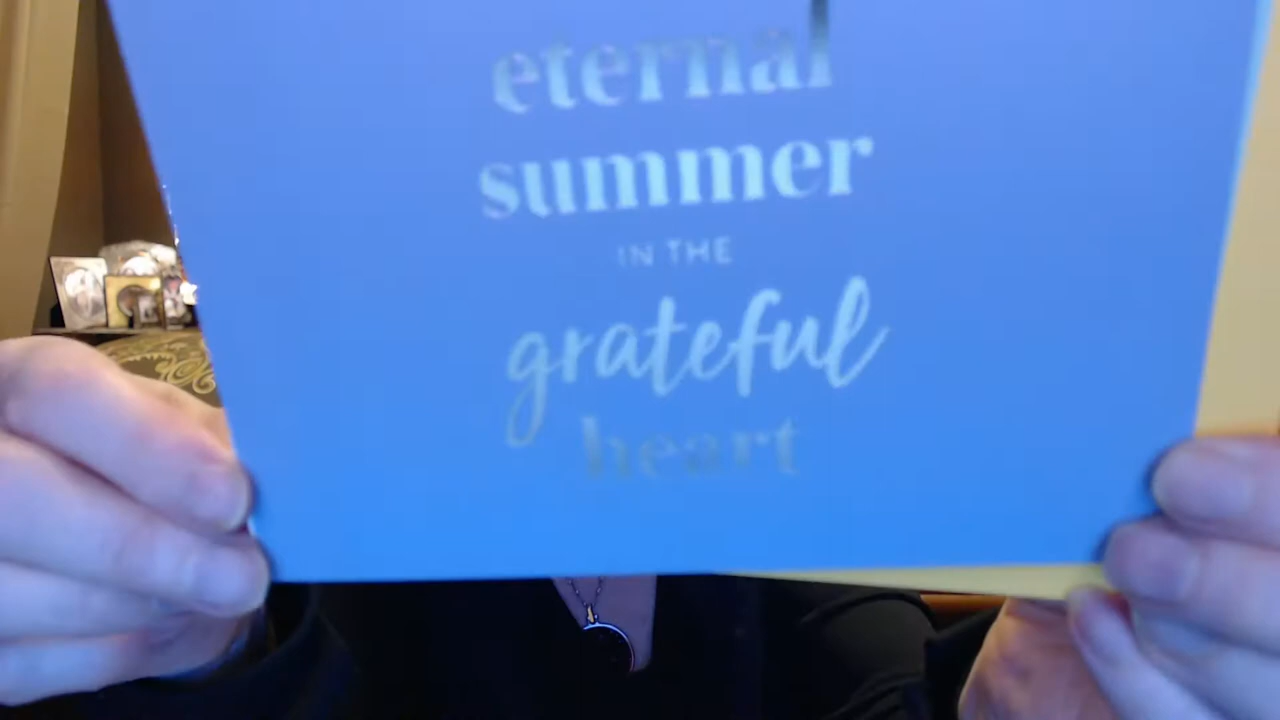 eternal
summer
IN THE
grateful
heart